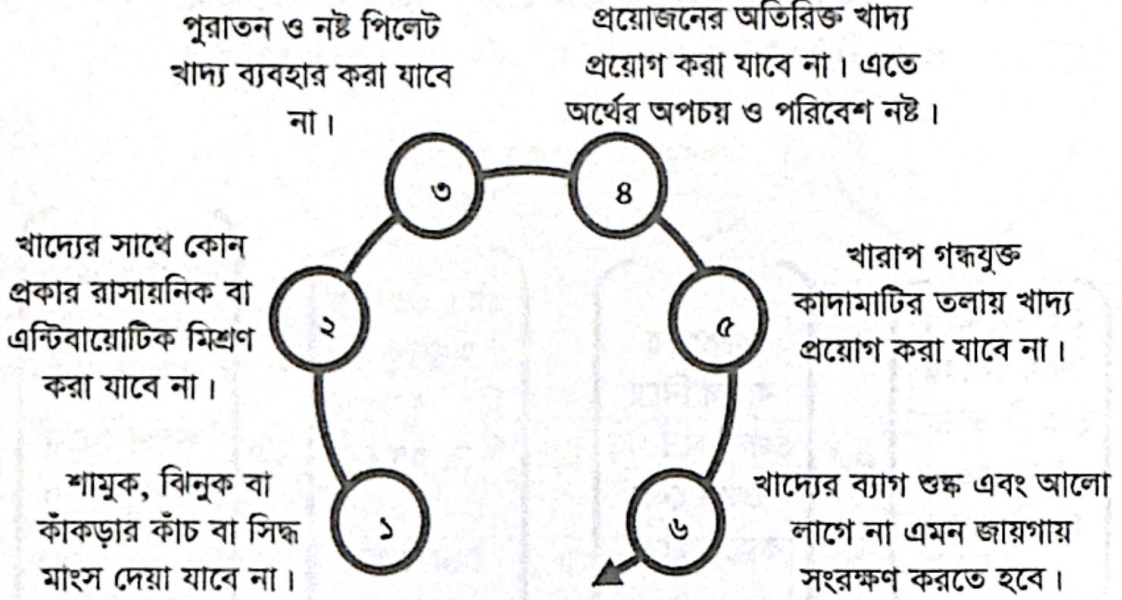 পুরাতন ও নষ্ট পিলেট
খাদ্য ব্যবহার করা যাবে
না।
প্রয়োজনের অতিরিক্ত খাদ্য
প্রয়োগ করা যাবে না। এতে
অর্থের অপচয় ও পরিবেশ নষ্ট।
৩
৪
খাদ্যের সাথে কোন
প্রকার রাসায়নিক বা
এন্টিবায়োটিক মিশ্রণ
করা যাবে না।
২
৫
খারাপ গন্ধযুক্ত
কাদামাটির তলায় খাদ্য
প্রয়োগ করা যাবে না।
শামুক, ঝিনুক বা
কাঁকড়ার কাঁচ বা সিদ্ধ
মাংস দেয়া যাবে না।
১
৬
খাদ্যের ব্যাগ শুষ্ক এবং আলো
লাগে না এমন জায়গায়
সংরক্ষণ করতে হবে।